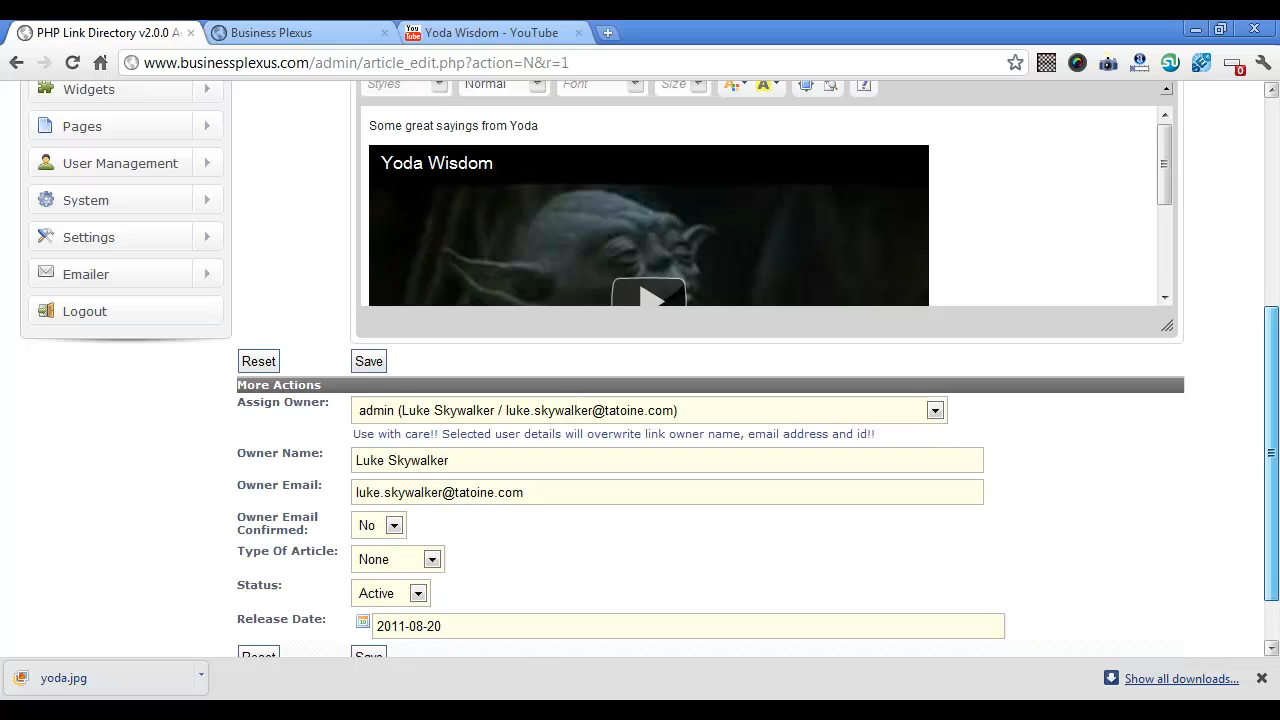 PHP Link Directory v2.0.0 A
Business Plexus
You Tube
Yoda Wisdom - YouTube
www.businessplexus.com/admin/article_edit.php?action=N&r=1
0
Widgets
Pages
User Management
System
Settings
Emailer
Logout
Styles
Normal
Font
Size
Some great sayings from Yoda
Yoda Wisdom
Reset
Save
More Actions
Assign Owner:
admin (Luke Skywalker / luke.skywalker@tatoine.com)
Use with care!! Selected user details will overwrite link owner name, email address and id!!
Owner Name:
Luke Skywalker
Owner Email:
luke.skywalker@tatoine.com
Owner Email
Confirmed:
No
Type Of Article:
None
Status:
Active
Release Date:
2011-08-20
Reset
Save
yoda.jpg
Show all downloads...